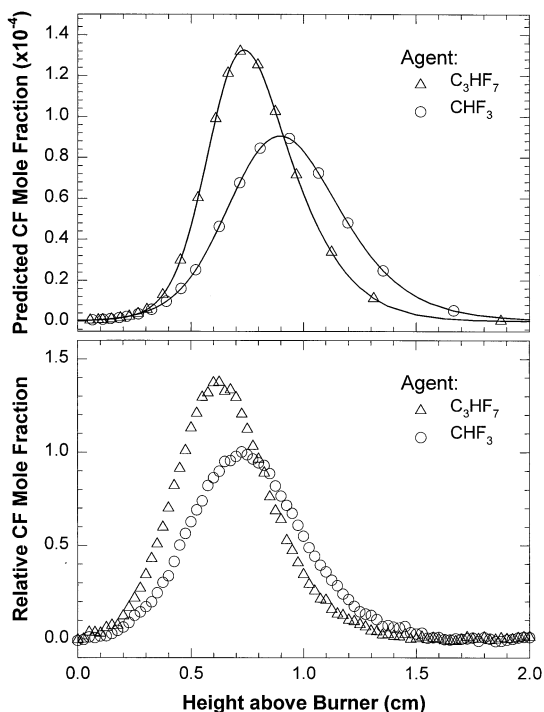 Predicted CF Mole Fraction (x10⁻⁴)
1.4
1.2
1.0
0.8
0.6
0.4
0.2
0.0
Agent:
△ C₃HF₇
○ CHF₃
Relative CF Mole Fraction
1.5
1.0
0.5
0.0
Agent:
△ C₃HF₇
○ CHF₃
0.0 0.5 1.0 1.5 2.0
Height above Burner (cm)